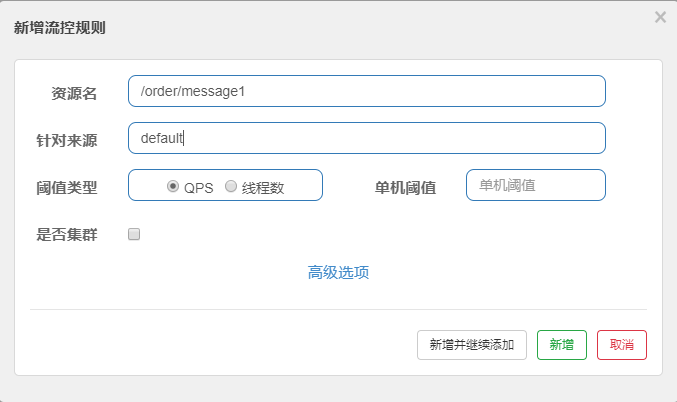 新增流控规则
资源名 /order/message1
针对来源 default
阈值类型 QPS 线程数 单机阈值 单机阈值
是否集群
高级选项
新增并继续添加 新增 取消